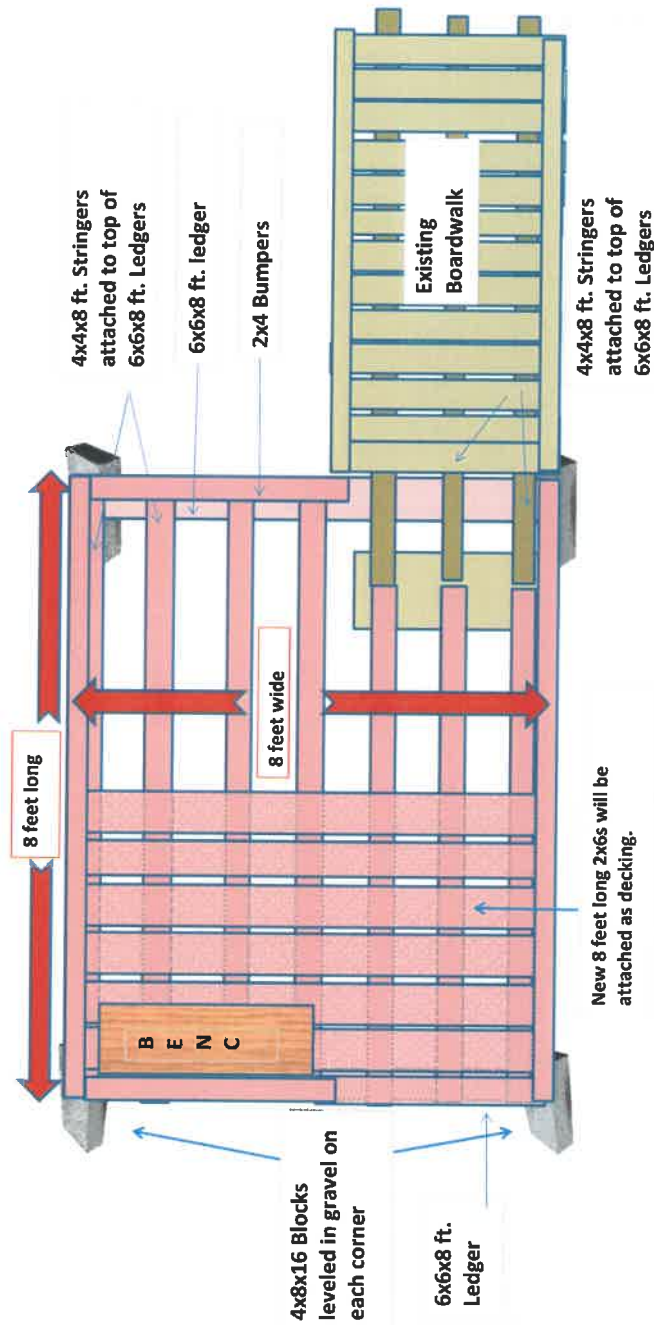 8 feet long
4x4x8 ft. Stringers
attached to top of
6x6x8 ft. Ledgers
6x6x8 ft. ledger
2x4 Bumpers
8 feet wide
Existing
Boardwalk
B
E
N
C
4x8x16 Blocks
leveled in gravel on
each corner
6x6x8 ft.
Ledger
New 8 feet long 2x6s will be
attached as decking.
4x4x8 ft. Stringers
attached to top of
6x6x8 ft. Ledgers